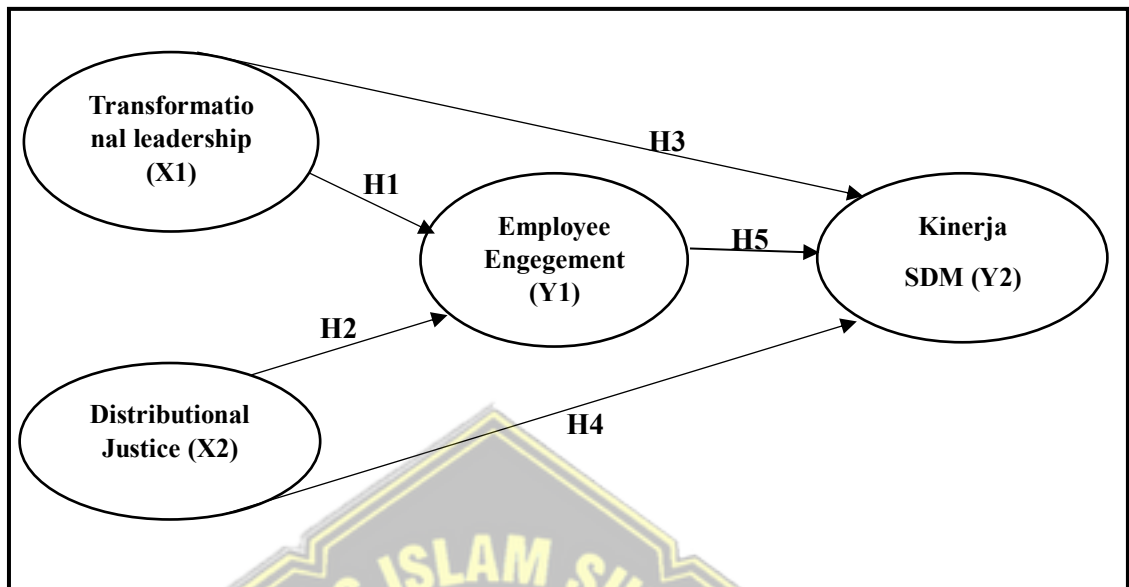 Transformatio
nal leadership
(X1)
H3
H1
Employee
Engegement
(Y1)
H5
Kinerja
SDM (Y2)
H2
Distributional
Justice (X2)
H4
ISLAM